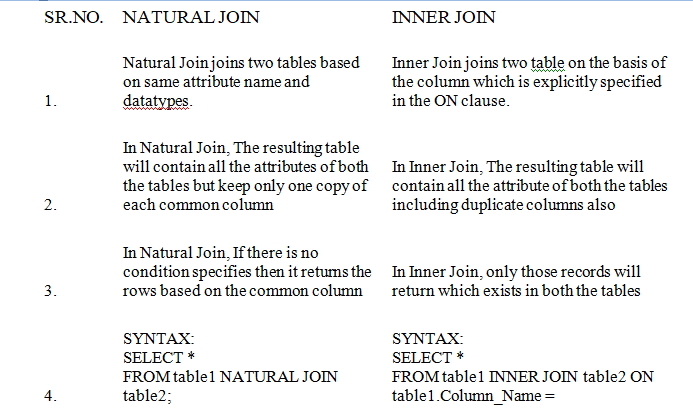 SR.NO. NATURAL JOIN INNER JOIN
1.
Natural Join joins two tables based
on same attribute name and
datatypes.
Inner Join joins two table on the basis of
the column which is explicitly specified
in the ON clause.
2.
In Natural Join, The resulting table
will contain all the attributes of both
the tables but keep only one copy of
each common column
In Inner Join, The resulting table will
contain all the attribute of both the tables
including duplicate columns also
3.
In Natural Join, If there is no
condition specifies then it returns the
rows based on the common column
In Inner Join, only those records will
return which exists in both the tables
4.
SYNTAX:
SELECT *
FROM table1 NATURAL JOIN
table2;
SYNTAX:
SELECT *
FROM table1 INNER JOIN table2 ON
table1.Column_Name =